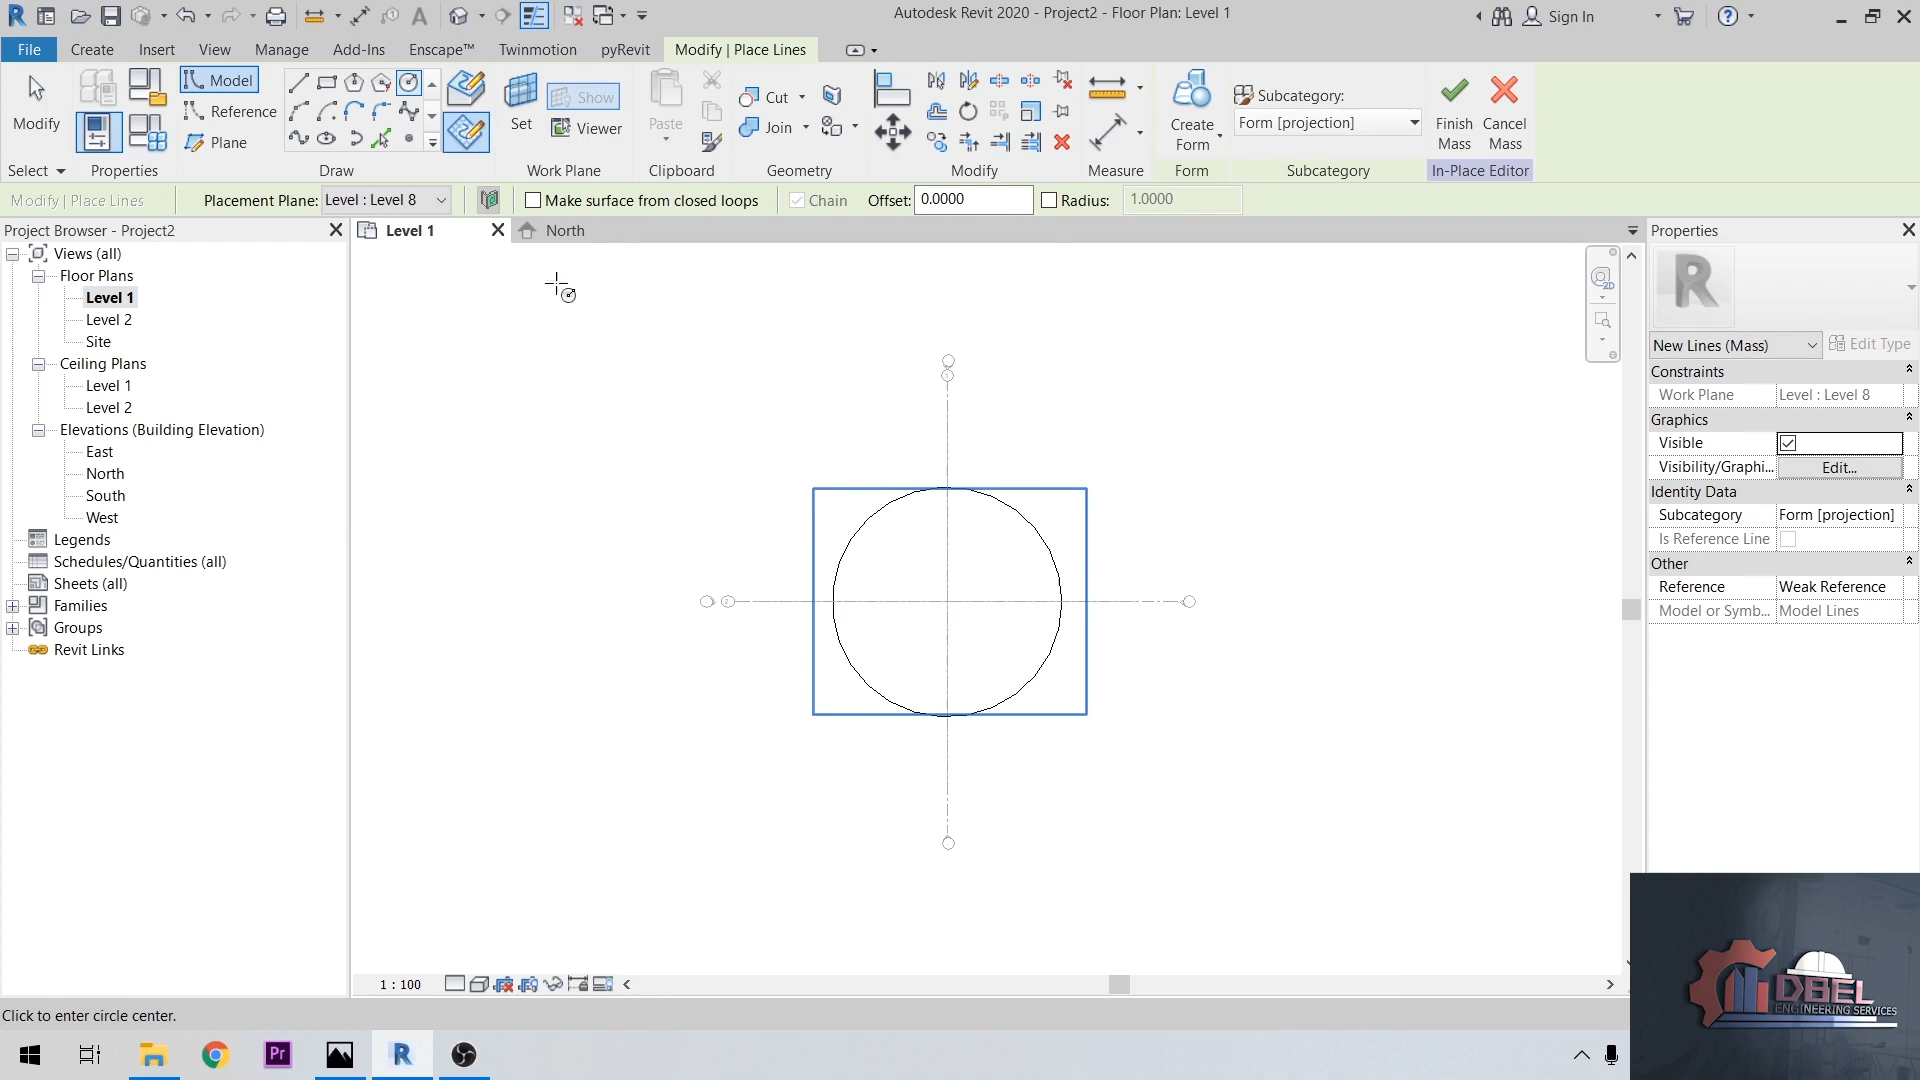 Autodesk Revit 2020 - Project2 - Floor Plan: Level 1
Sign In
File Create Insert View Manage Add-Ins Enscape™ Twinmotion pyRevit Modify | Place Lines
Modify
Model
Reference
Plane
Set
Show
Viewer
Paste
Cut
Join
Create
Form
Subcategory:
Form [projection]
Finish
Mass
Cancel
Mass
Select Properties Draw Work Plane Clipboard Geometry Modify Measure Form Subcategory In-Place Editor
Modify | Place Lines Placement Plane: Level : Level 8 Make surface from closed loops Chain Offset: 0.0000 Radius: 1.0000
Project Browser - Project2
Level 1
North
Properties
Views (all)
Floor Plans
Level 1
Level 2
Site
Ceiling Plans
Level 1
Level 2
Elevations (Building Elevation)
East
North
South
West
Legends
Schedules/Quantities (all)
Sheets (all)
Families
Groups
Revit Links
2D
R
New Lines (Mass) Edit Type
Constraints
Work Plane Level : Level 8
Graphics
Visible
Visibility/Graphi... Edit...
Identity Data
Subcategory Form [projection]
Is Reference Line
Other
Reference Weak Reference
Model or Symb... Model Lines
1 : 100
Click to enter circle center.
Pr
R
DBEL
ENGINEERING SERVICES